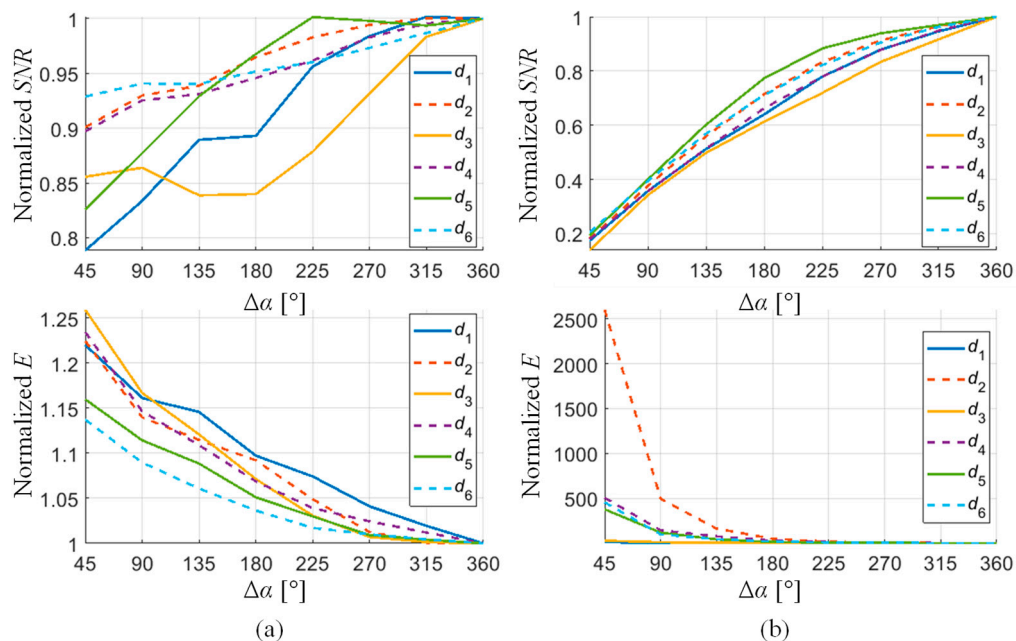 Normalized SNR
1
0.95
0.9
0.85
0.8
45 90 135 180 225 270 315 360
Δα [°]
d1
d2
d3
d4
d5
d6
Normalized SNR
1
0.8
0.6
0.4
0.2
45 90 135 180 225 270 315 360
Δα [°]
d1
d2
d3
d4
d5
d6
Normalized E
1.25
1.2
1.15
1.1
1.05
1
45 90 135 180 225 270 315 360
Δα [°]
d1
d2
d3
d4
d5
d6
(a)
Normalized E
2500
2000
1500
1000
500
45 90 135 180 225 270 315 360
Δα [°]
d1
d2
d3
d4
d5
d6
(b)